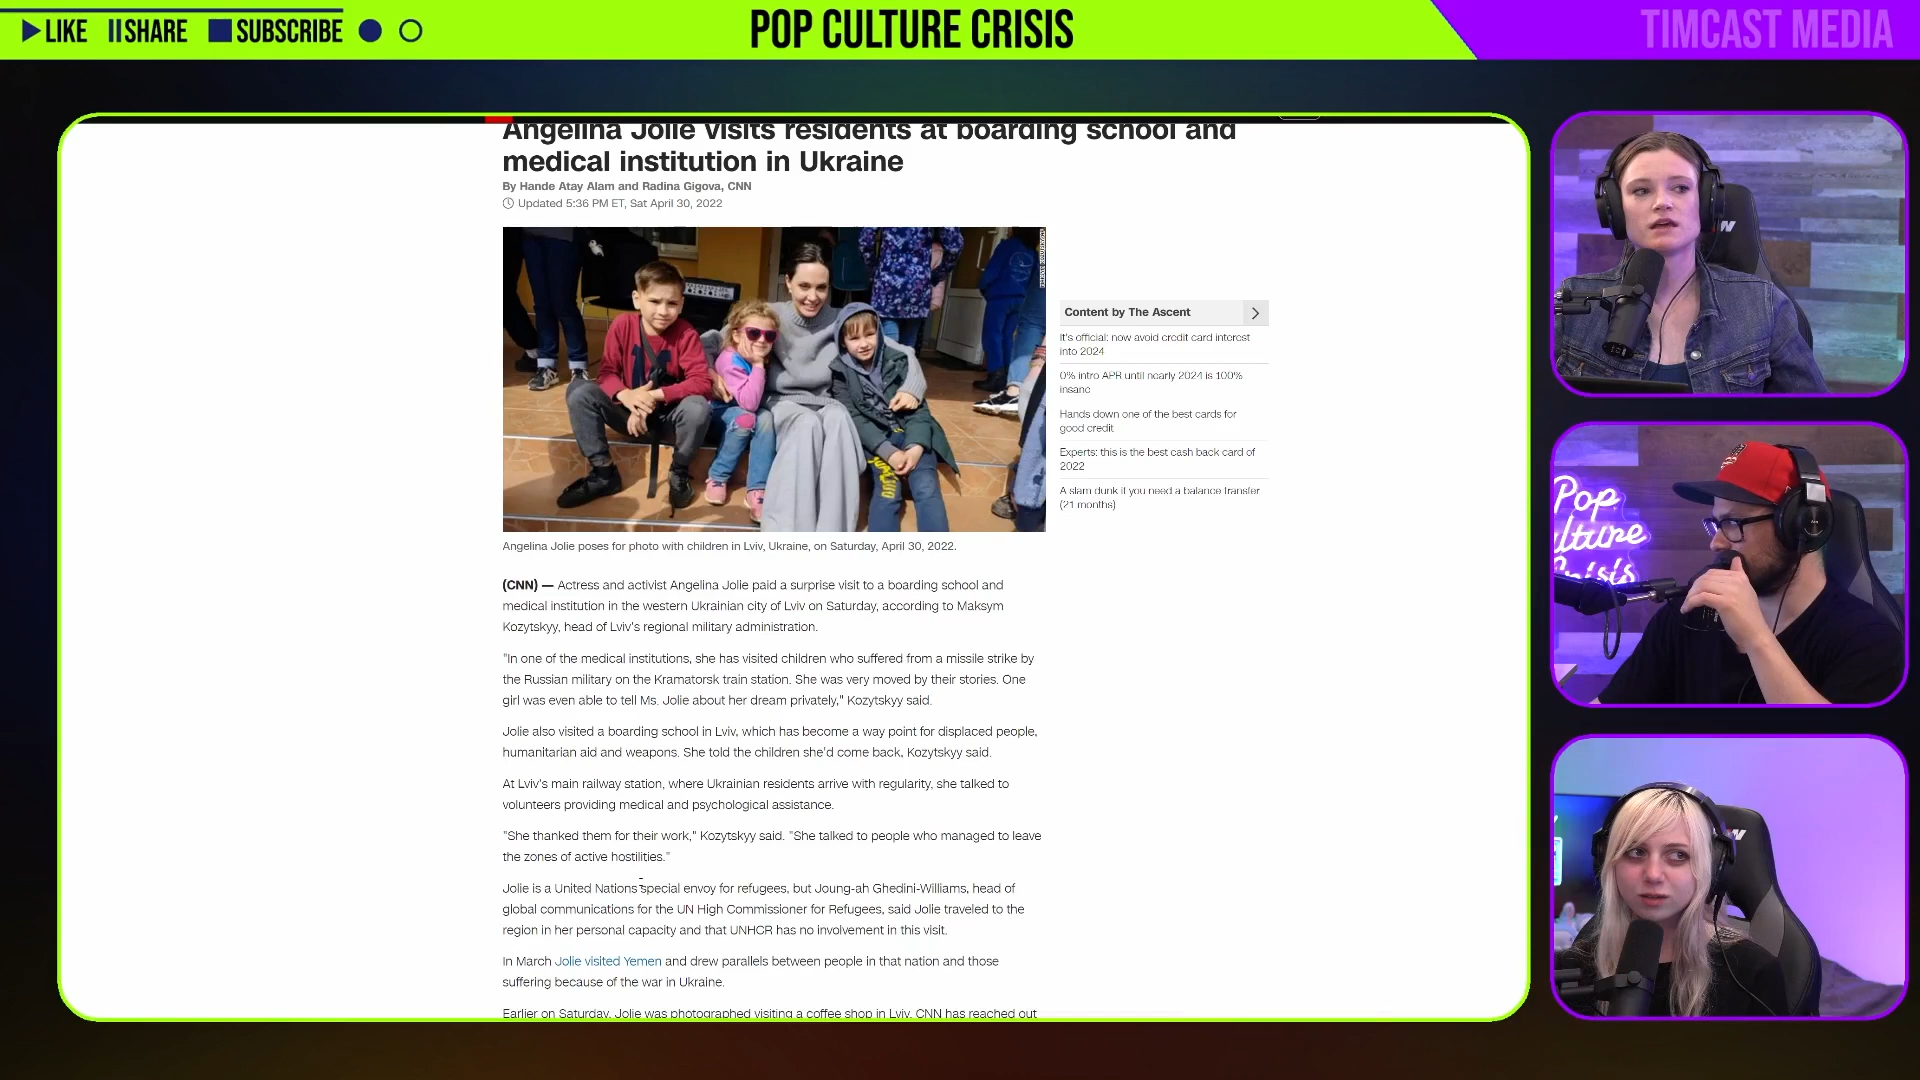 LIKE SHARE SUBSCRIBE
POP CULTURE CRISIS
TIMCAST MEDIA
Angelina Jolie visits residents at boarding school and
medical institution in Ukraine
By Hande Atay Alam and Radina Gigova, CNN
Updated 5:36 PM ET, Sat April 30, 2022
Angelina Jolie poses for photo with children in Lviv, Ukraine, on Saturday, April 30, 2022.
(CNN) — Actress and activist Angelina Jolie paid a surprise visit to a boarding school and
medical institution in the western Ukrainian city of Lviv on Saturday, according to Maksym
Kozytskyy, head of Lviv's regional military administration.
"In one of the medical institutions, she has visited children who suffered from a missile strike by
the Russian military on the Kramatorsk train station. She was very moved by their stories. One
girl was even able to tell Ms. Jolie about her dream privately," Kozytskyy said.
Jolie also visited a boarding school in Lviv, which has become a way point for displaced people,
humanitarian aid and weapons. She told the children she'd come back, Kozytskyy said.
At Lviv's main railway station, where Ukrainian residents arrive with regularity, she talked to
volunteers providing medical and psychological assistance.
"She thanked them for their work," Kozytskyy said. "She talked to people who managed to leave
the zones of active hostilities."
Jolie is a United Nations special envoy for refugees, but Joung-ah Ghedini-Williams, head of
global communications for the UN High Commissioner for Refugees, said Jolie traveled to the
region in her personal capacity and that UNHCR has no involvement in this visit.
In March Jolie visited Yemen and drew parallels between people in that nation and those
suffering because of the war in Ukraine.
Earlier on Saturday, Jolie was photographed visiting a coffee shop in Lviv. CNN has reached out
Content by The Ascent
It's official: now avoid credit card interest
into 2024
0% intro APR until nearly 2024 is 100%
insane
Hands down one of the best cards for
good credit
Experts: this is the best cash back card of
2022
A slam dunk if you need a balance transfer
(21 months)
Pop
Culture
Crisis